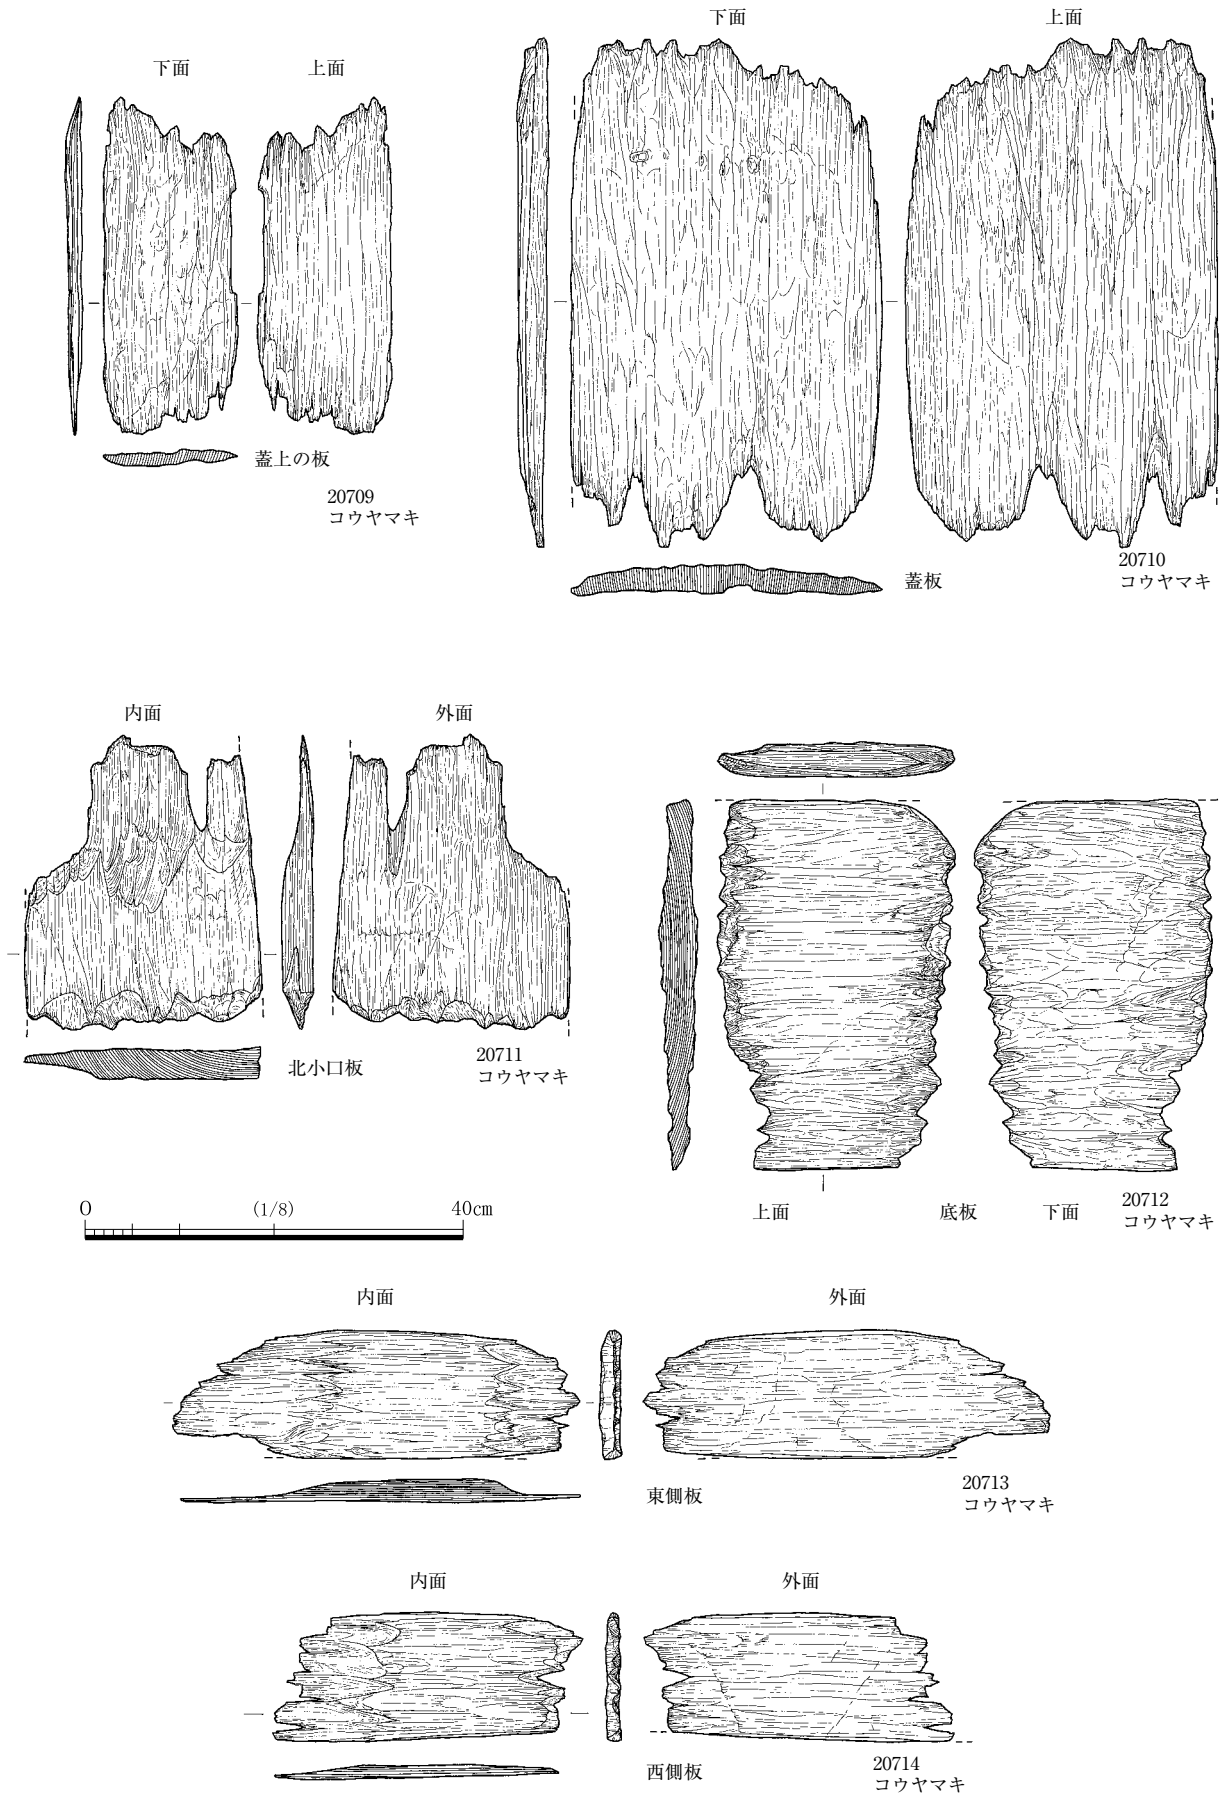 下面
上面
蓋上の板
20709
コウヤマキ
下面
上面
蓋板
20710
コウヤマキ
内面
外面
北小口板
20711
コウヤマキ
上面
底板
下面
20712
コウヤマキ
0 (1/8) 40cm
内面
外面
東側板
20713
コウヤマキ
内面
外面
西側板
20714
コウヤマキ